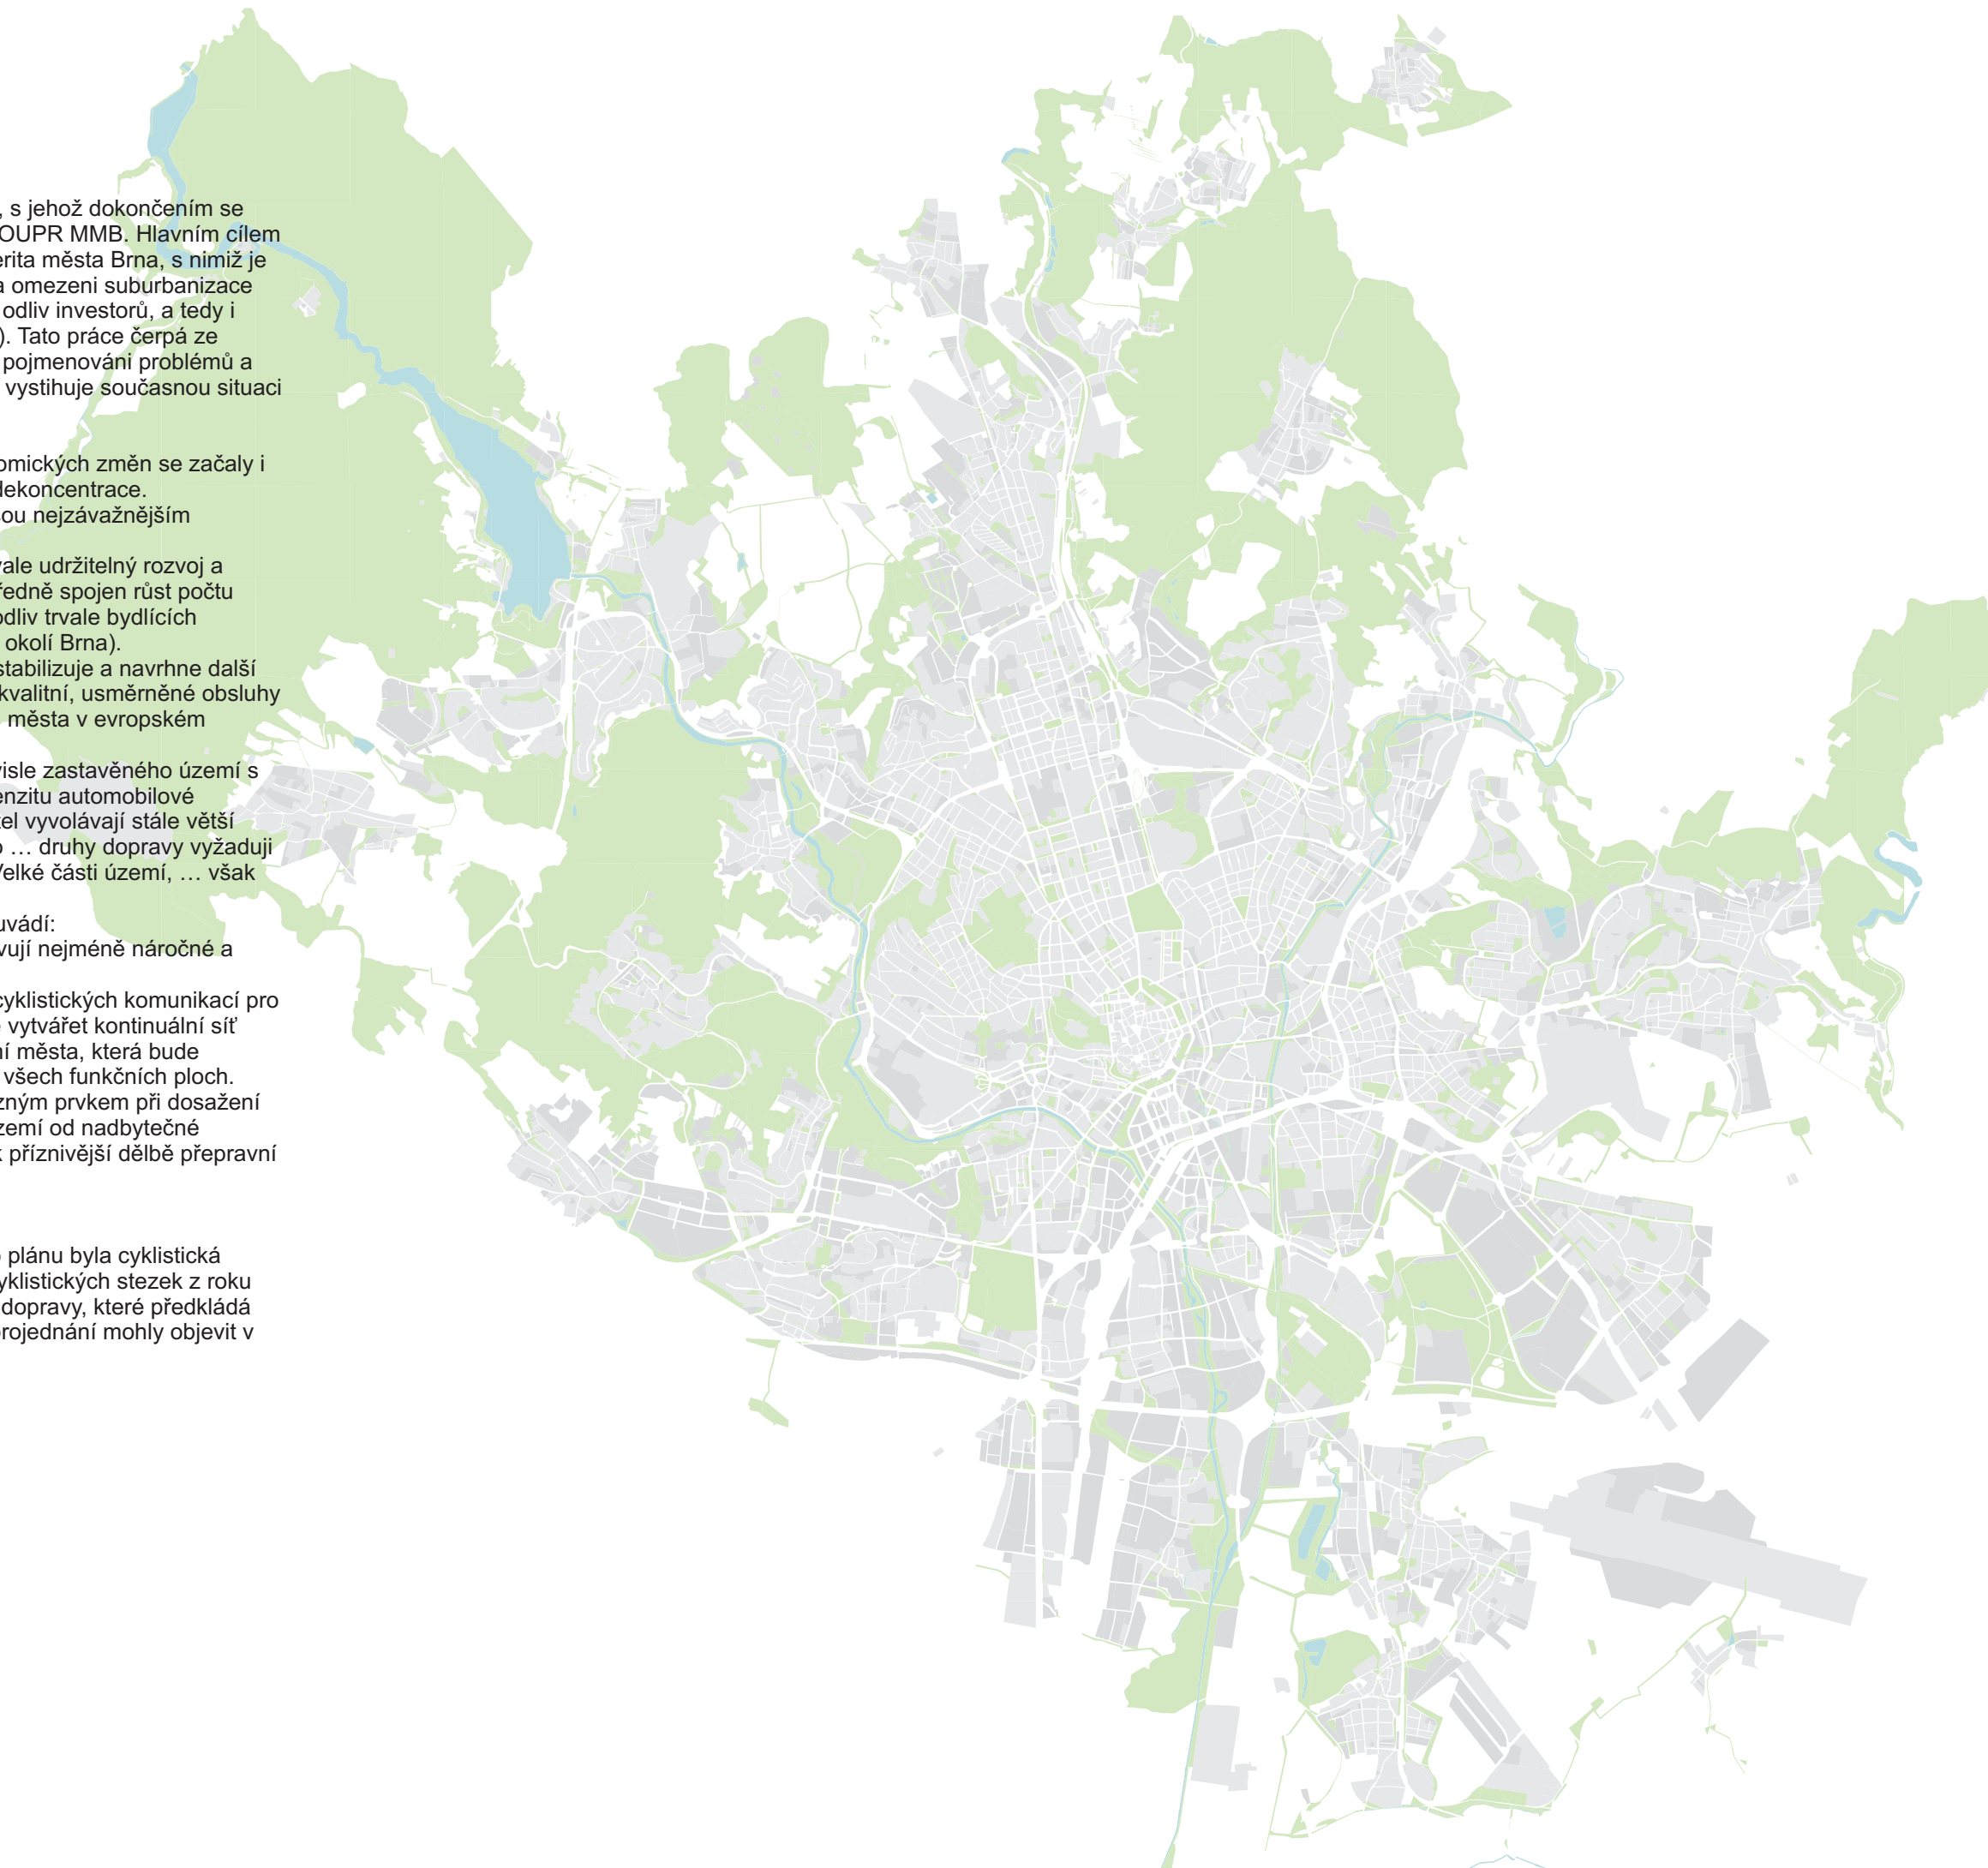 , s jehož dokončením se
OUPR MMB. Hlavním cílem
erita města Brna, s nimiž je
a omezeni suburbanizace
odliv investorů, a tedy i
). Tato práce čerpá ze
pojmenováni problémů a
vystihuje současnou situaci
omických změn se začaly i
dekoncentrace.
sou nejzávažnějším
vale udržitelný rozvoj a
ředně spojen růst počtu
odliv trvale bydlících
okolí Brna).
stabilizuje a navrhne další
kvalitní, usměrněné obsluhy
města v evropském
visle zastavěného území s
enzitu automobilové
tel vyvolávají stále větší
o … druhy dopravy vyžaduji
Velké části území, … však
uvádí:
vují nejméně náročné a
cyklistických komunikací pro
e vytvářet kontinuální síť
ní města, která bude
všech funkčních ploch.
zným prvkem při dosažení
zemí od nadbytečné
k příznivější dělbě přepravní
o plánu byla cyklistická
cyklistických stezek z roku
dopravy, které předkládá
projednání mohly objevit v